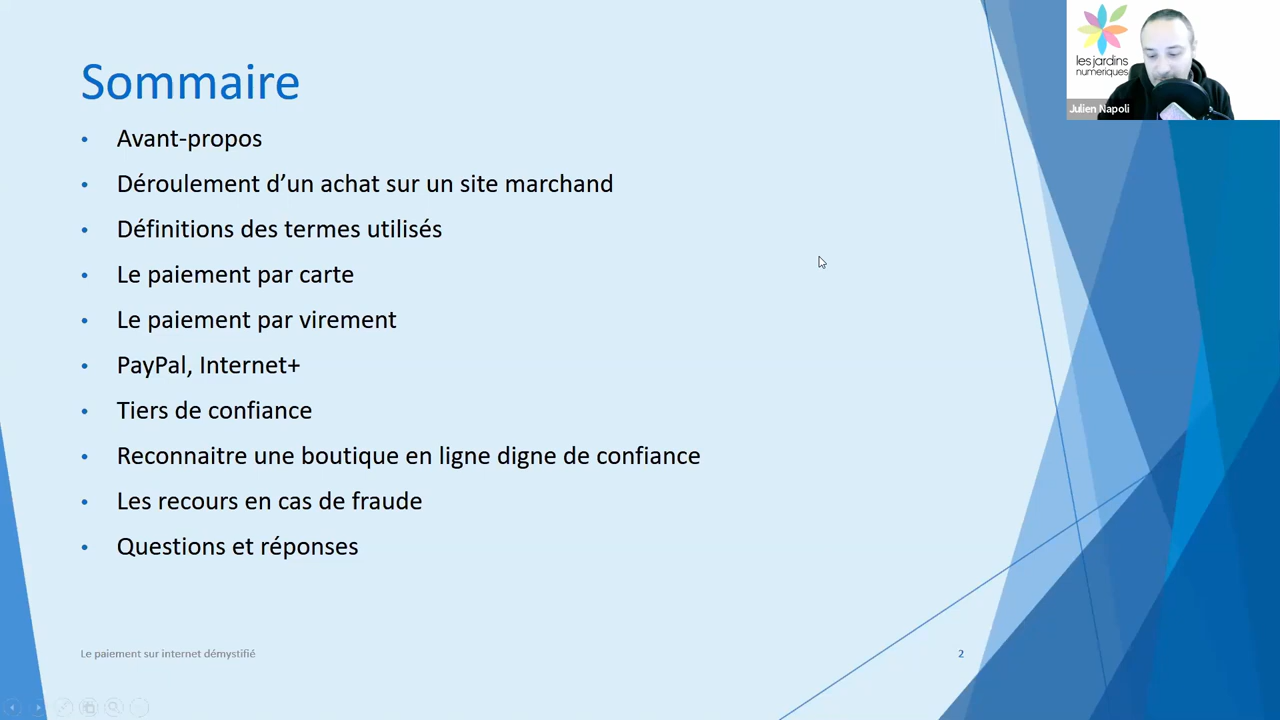 Sommaire
• Avant-propos
• Déroulement d’un achat sur un site marchand
• Définitions des termes utilisés
• Le paiement par carte
• Le paiement par virement
• PayPal, Internet+
• Tiers de confiance
• Reconnaitre une boutique en ligne digne de confiance
• Les recours en cas de fraude
• Questions et réponses
Le paiement sur internet démystifié
2
les jardins
numeriques
Julien Napoli